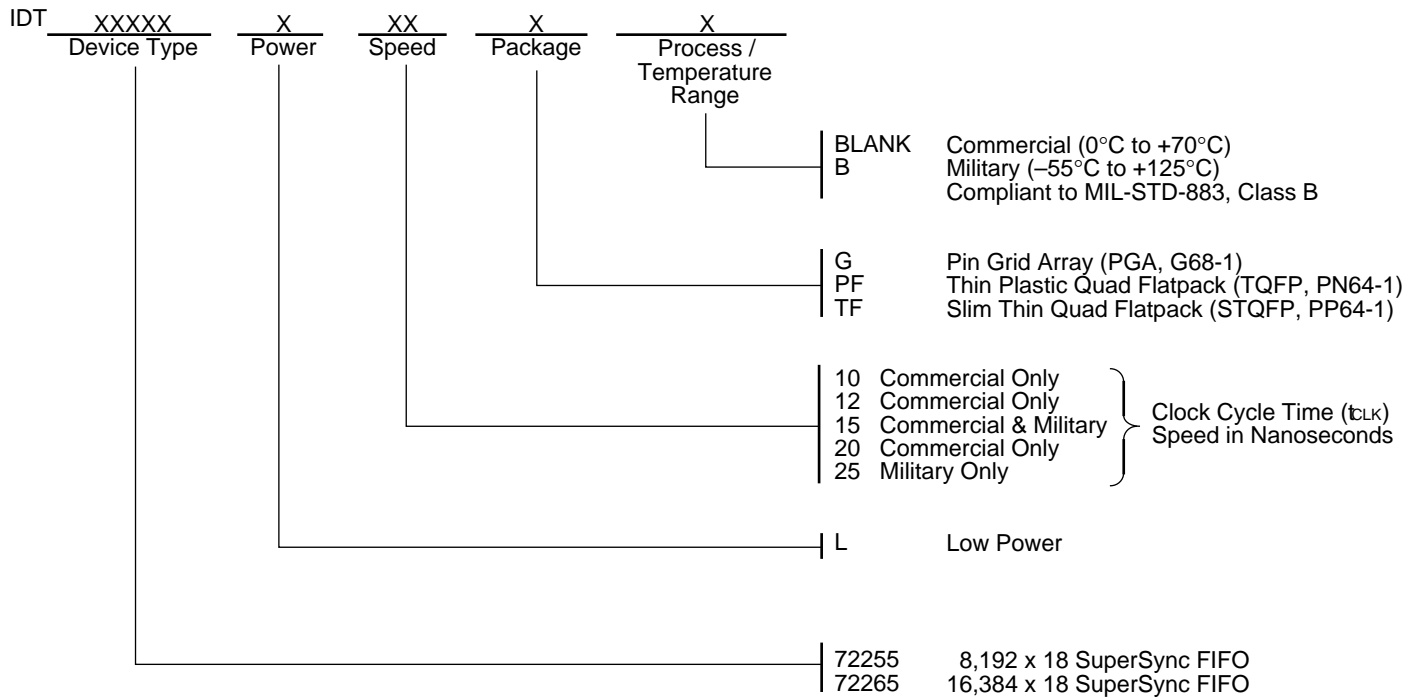 IDT XXXXX X XX X X
Device Type Power Speed Package Process /
Temperature
Range
BLANK Commercial (0°C to +70°C)
B Military (–55°C to +125°C)
Compliant to MIL-STD-883, Class B
G Pin Grid Array (PGA, G68-1)
PF Thin Plastic Quad Flatpack (TQFP, PN64-1)
TF Slim Thin Quad Flatpack (STQFP, PP64-1)
10 Commercial Only
12 Commercial Only
15 Commercial & Military
20 Commercial Only
25 Military Only
Clock Cycle Time (tCLK)
Speed in Nanoseconds
L Low Power
72255 8,192 x 18 SuperSync FIFO
72265 16,384 x 18 SuperSync FIFO